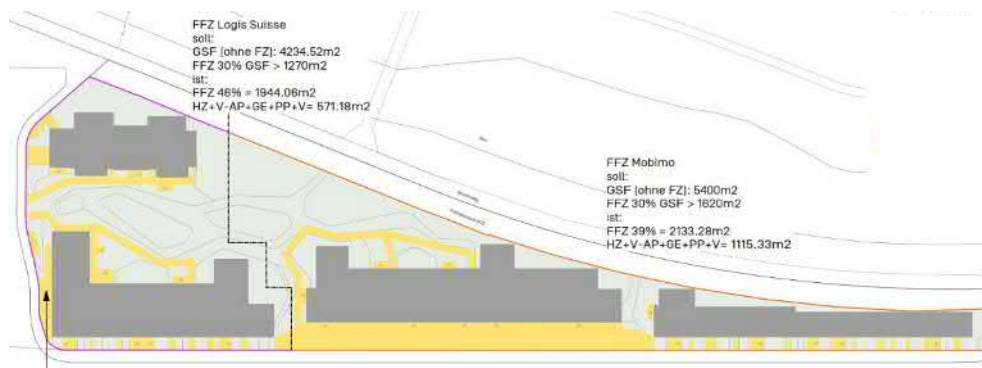 FFZ Logis Suisse
soll:
GSF (ohne FZ): 4234.52m2
FFZ 30% GSF > 1270m2
ist:
FFZ 46% = 1944.06m2
HZ+V-AP+GE+PP+V= 571.18m2
FFZ Mobimo
soll:
GSF (ohne FZ): 5400m2
FFZ 30% GSF > 1620m2
ist:
FFZ 39% = 2133.28m2
HZ+V-AP+GE+PP+V= 1115.33m2